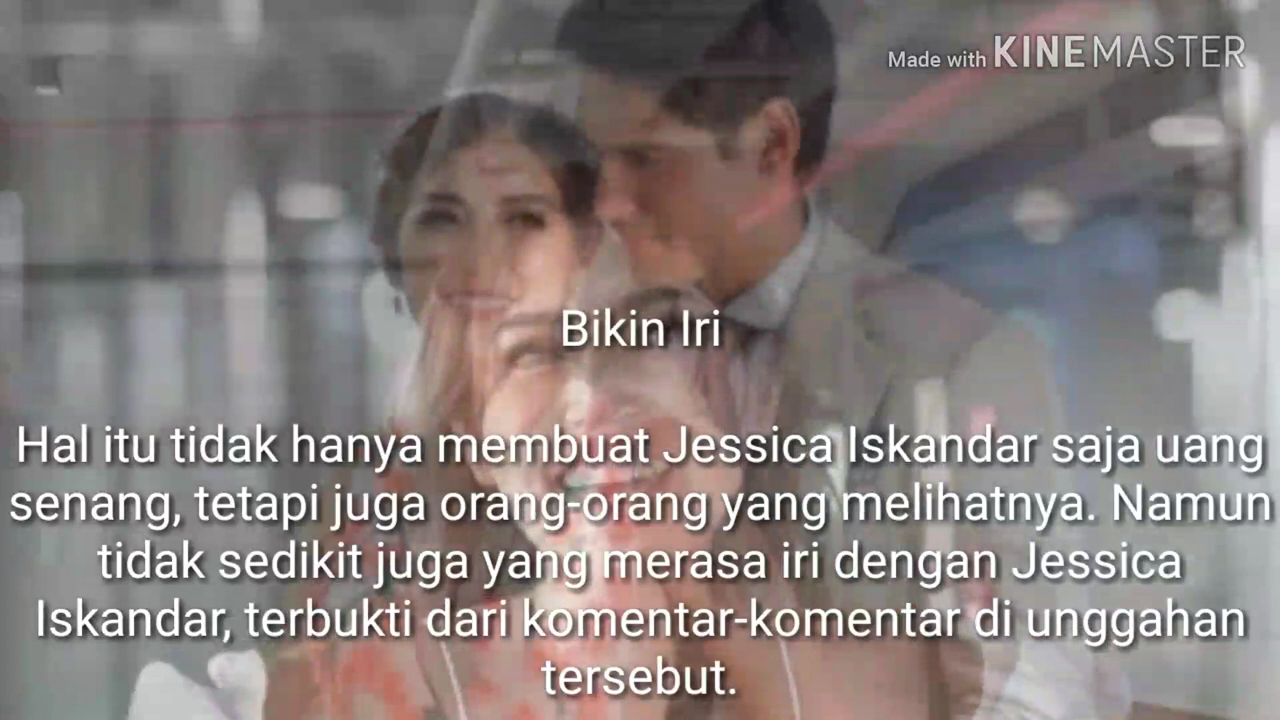 Made with KINEMASTER
Bikin Iri
Hal itu tidak hanya membuat Jessica Iskandar saja uang
senang, tetapi juga orang-orang yang melihatnya. Namun
tidak sedikit juga yang merasa iri dengan Jessica
Iskandar, terbukti dari komentar-komentar di unggahan
tersebut.